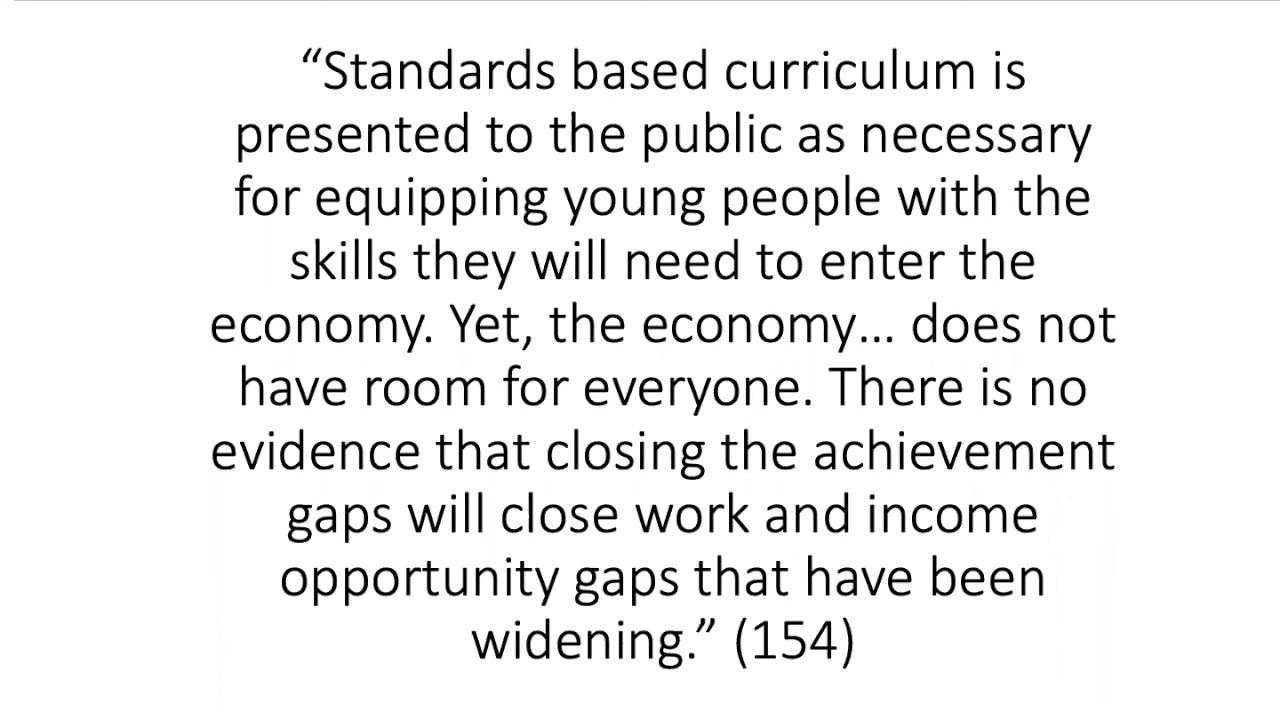 “Standards based curriculum is
presented to the public as necessary
for equipping young people with the
skills they will need to enter the
economy. Yet, the economy... does not
have room for everyone. There is no
evidence that closing the achievement
gaps will close work and income
opportunity gaps that have been
widening.” (154)